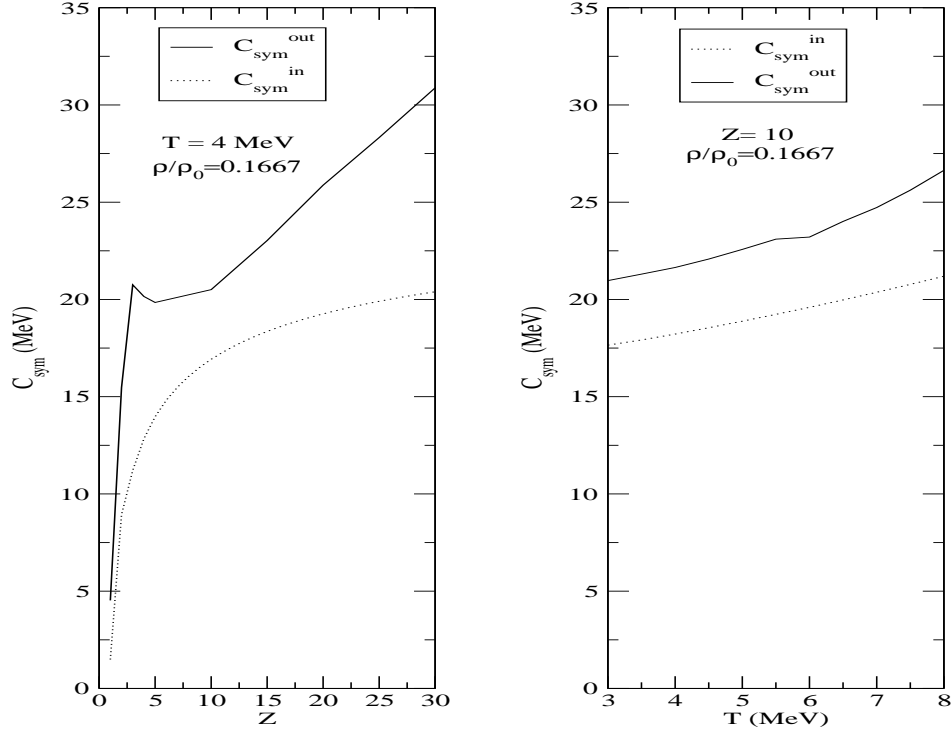 C_sym^out
C_sym^in
T = 4 MeV
ρ/ρ₀=0.1667
C_sym (MeV)
35
30
25
20
15
10
5
0
0 5 10 15 20 25 30
Z
C_sym^in
C_sym^out
Z= 10
ρ/ρ₀=0.1667
C_sym (MeV)
35
30
25
20
15
10
5
0
3 4 5 6 7 8
T (MeV)